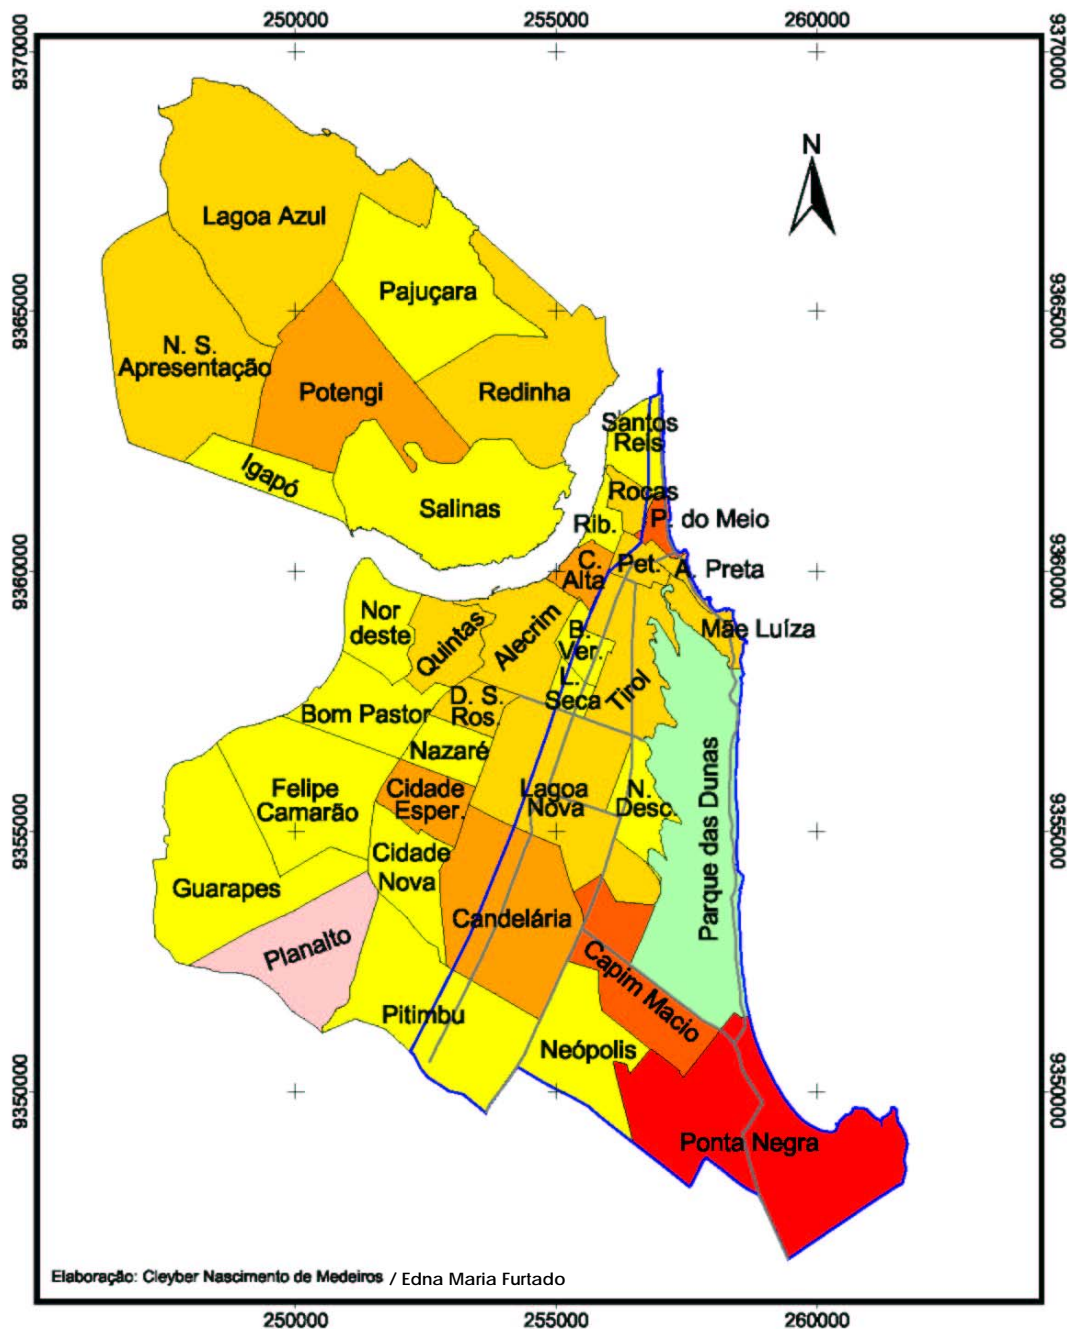 250000 255000 260000
9370000 9370000
N
Lagoa Azul
Pajuçara
9365000 9365000
N. S.
Apresentação
Potengi
Redinha
Santos
Reis
Igapó
Rocas
Salinas
Rib.
P. do Meio
C.
Alta
Pet.
A. Preta
9360000 9360000
Nor
deste
Quintas
Alecrim
B.
Ver.
Mãe Luíza
L.
Seca
Tirol
D. S.
Ros.
Bom Pastor
Nazaré
Felipe
Camarão
Cidade
Esper.
Lagoa
Nova
N.
Desc.
Parque das Dunas
9355000 9355000
Cidade
Nova
Guarapes
Candelária
Planalto
Capim Macio
Pitimbu
Neópolis
9350000 9350000
Ponta Negra
Elaboração: Cleyber Nascimento de Medeiros / Edna Maria Furtado
250000 255000 260000